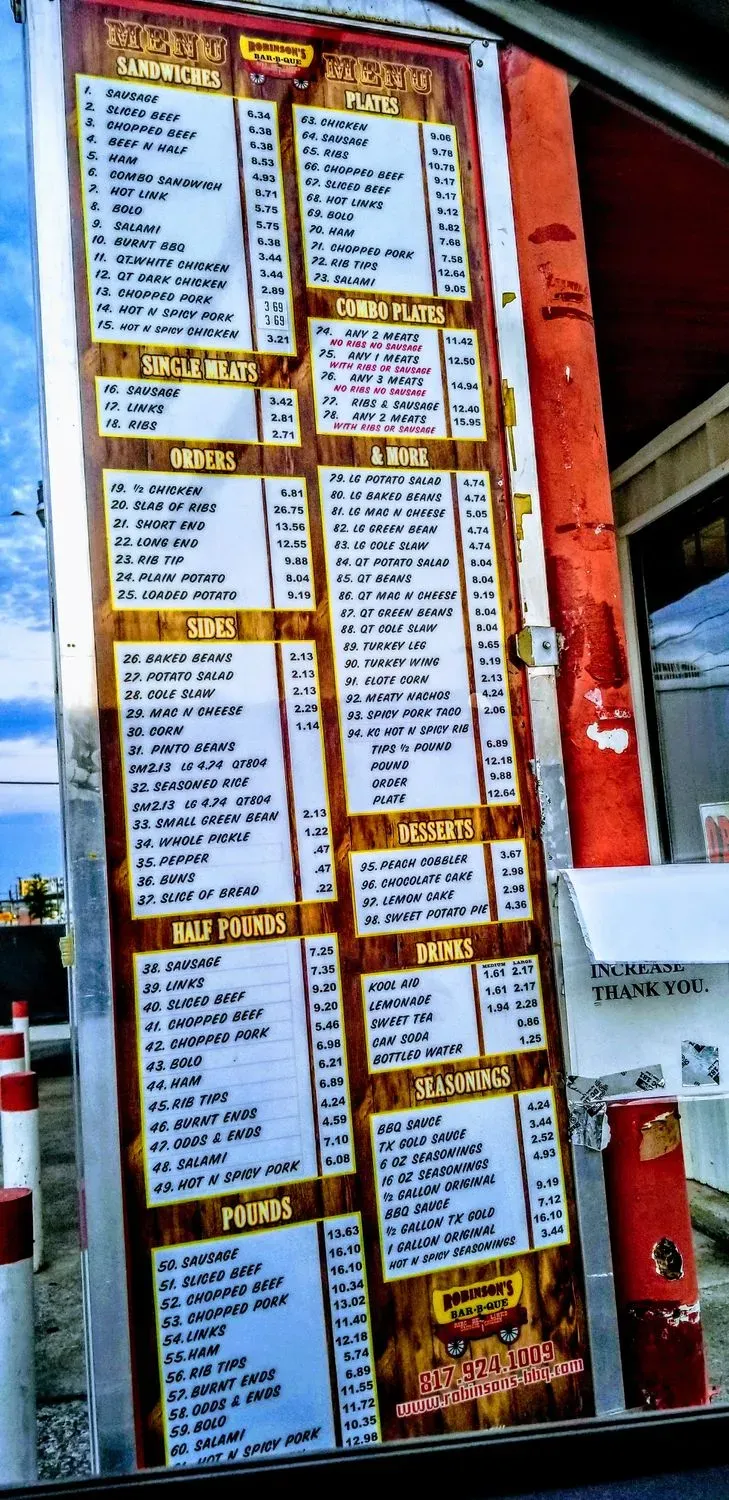 MENU
ROBINSON'S
BAR·B·QUE
MENU
SANDWICHES
1. SAUSAGE 6.34
2. SLICED BEEF 6.38
3. CHOPPED BEEF 6.38
4. BEEF N HALF 8.53
5. HAM 4.93
6. COMBO SANDWICH 8.71
7. HOT LINK 5.75
8. BOLO 5.75
9. SALAMI 6.38
10. BURNT BBQ 3.44
11. QT.WHITE CHICKEN 3.44
12. QT DARK CHICKEN 2.89
13. CHOPPED PORK 3 69
14. HOT N SPICY PORK 3 69
15. HOT N SPICY CHICKEN 3.21
SINGLE MEATS
16. SAUSAGE 3.42
17. LINKS 2.81
18. RIBS 2.71
ORDERS
19. ½ CHICKEN 6.81
20. SLAB OF RIBS 26.75
21. SHORT END 13.56
22. LONG END 12.55
23. RIB TIP 9.88
24. PLAIN POTATO 8.04
25. LOADED POTATO 9.19
SIDES
26. BAKED BEANS 2.13
27. POTATO SALAD 2.13
28. COLE SLAW 2.13
29. MAC N CHEESE 2.29
30. CORN 1.14
31. PINTO BEANS
SM2.13 LG 4.74 QT804
32. SEASONED RICE
SM2.13 LG 4.74 QT804
33. SMALL GREEN BEAN 2.13
34. WHOLE PICKLE 1.22
35. PEPPER .47
36. BUNS .47
37. SLICE OF BREAD .22
HALF POUNDS
38. SAUSAGE 7.25
39. LINKS 7.35
40. SLICED BEEF 9.20
41. CHOPPED BEEF 9.20
42. CHOPPED PORK 5.46
43. BOLO 6.98
44. HAM 6.21
45. RIB TIPS 6.89
46. BURNT ENDS 4.24
47. ODDS & ENDS 4.59
48. SALAMI 7.10
49. HOT N SPICY PORK 6.08
POUNDS
50. SAUSAGE 13.63
51. SLICED BEEF 16.10
52. CHOPPED BEEF 16.10
53. CHOPPED PORK 10.34
54. LINKS 13.02
55. HAM 11.40
56. RIB TIPS 12.18
57. BURNT ENDS 5.74
58. ODDS & ENDS 6.89
59. BOLO 11.55
60. SALAMI 11.72
61. HOT N SPICY PORK 10.35
12.98
PLATES
63. CHICKEN 9.06
64. SAUSAGE 9.78
65. RIBS 10.78
66. CHOPPED BEEF 9.17
67. SLICED BEEF 9.17
68. HOT LINKS 9.12
69. BOLO 8.82
70. HAM 7.68
71. CHOPPED PORK 7.58
72. RIB TIPS 12.64
73. SALAMI 9.05
COMBO PLATES
74. ANY 2 MEATS 11.42
NO RIBS NO SAUSAGE
75. ANY 1 MEATS 12.50
WITH RIBS OR SAUSAGE
76. ANY 3 MEATS 14.94
NO RIBS NO SAUSAGE
77. RIBS & SAUSAGE 12.40
78. ANY 2 MEATS 15.95
WITH RIBS OR SAUSAGE
& MORE
79. LG POTATO SALAD 4.74
80. LG BAKED BEANS 4.74
81. LG MAC N CHEESE 5.05
82. LG GREEN BEAN 4.74
83. LG COLE SLAW 4.74
84. QT POTATO SALAD 8.04
85. QT BEANS 8.04
86. QT MAC N CHEESE 9.19
87. QT GREEN BEANS 8.04
88. QT COLE SLAW 8.04
89. TURKEY LEG 9.65
90. TURKEY WING 9.19
91. ELOTE CORN 2.13
92. MEATY NACHOS 4.24
93. SPICY PORK TACO 2.06
94. KC HOT N SPICY RIB
TIPS ½ POUND 6.89
POUND 12.18
ORDER 9.88
PLATE 12.64
DESSERTS
95. PEACH COBBLER 3.67
96. CHOCOLATE CAKE 2.98
97. LEMON CAKE 2.98
98. SWEET POTATO PIE 4.36
DRINKS
MEDIUM LARGE
KOOL AID 1.61 2.17
LEMONADE 1.61 2.17
SWEET TEA 1.94 2.28
CAN SODA 0.86
BOTTLED WATER 1.25
SEASONINGS
BBQ SAUCE 4.24
TX GOLD SAUCE 3.44
6 OZ SEASONINGS 2.52
16 OZ SEASONINGS 4.93
½ GALLON ORIGINAL
BBQ SAUCE 9.19
½ GALLON TX GOLD 7.12
1 GALLON ORIGINAL 16.10
HOT N SPICY SEASONINGS 3.44
ROBINSON'S
BAR-B-QUE
817.924.1009
www.robinsons-bbq.com
INCREASE
THANK YOU.